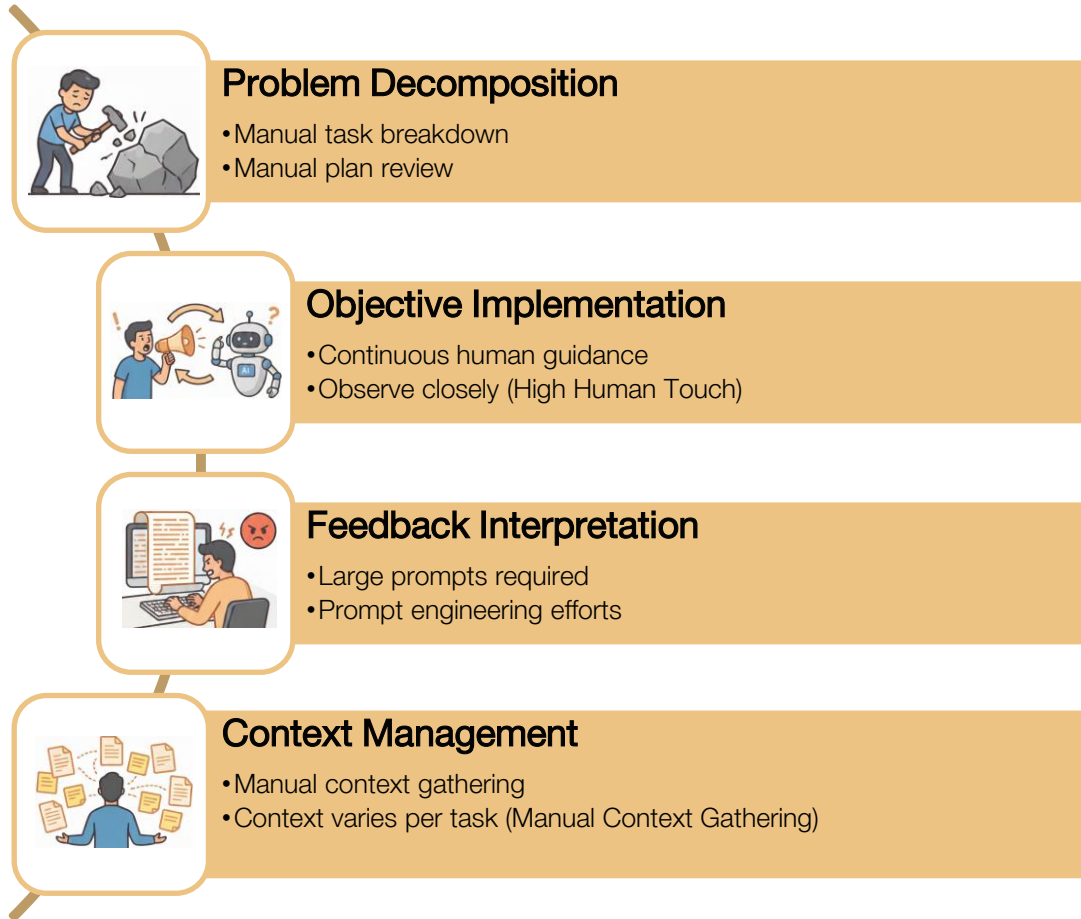 Problem Decomposition
•Manual task breakdown
•Manual plan review
Objective Implementation
•Continuous human guidance
•Observe closely (High Human Touch)
!
?
AI
Feedback Interpretation
•Large prompts required
•Prompt engineering efforts
Context Management
•Manual context gathering
•Context varies per task (Manual Context Gathering)